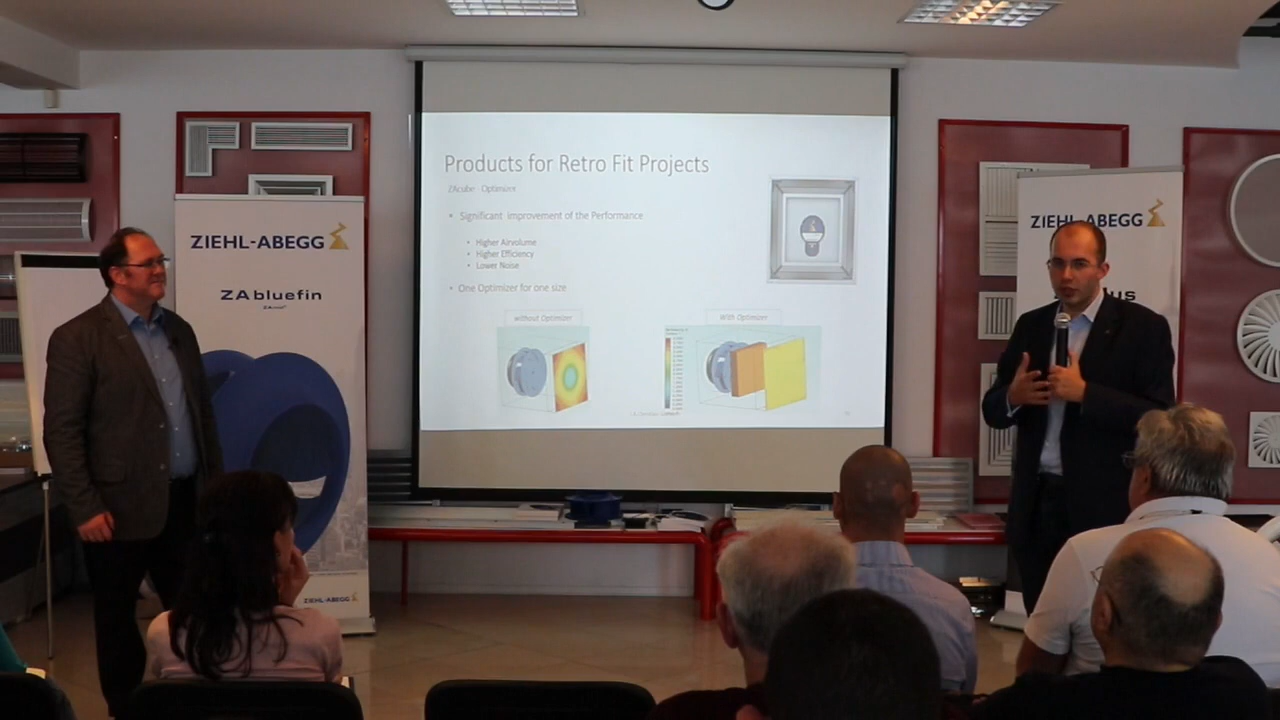 Products for Retro Fit Projects
ZAcube - Optimizer
• Significant improvement of the Performance
• Higher Airvolume
• Higher Efficiency
• Lower Noise
• One Optimizer for one size
without Optimizer
With Optimizer
ZIEHL-ABEGG
ZAbluefin
ZIEHL-ABEGG
ZIEHL-ABEGG